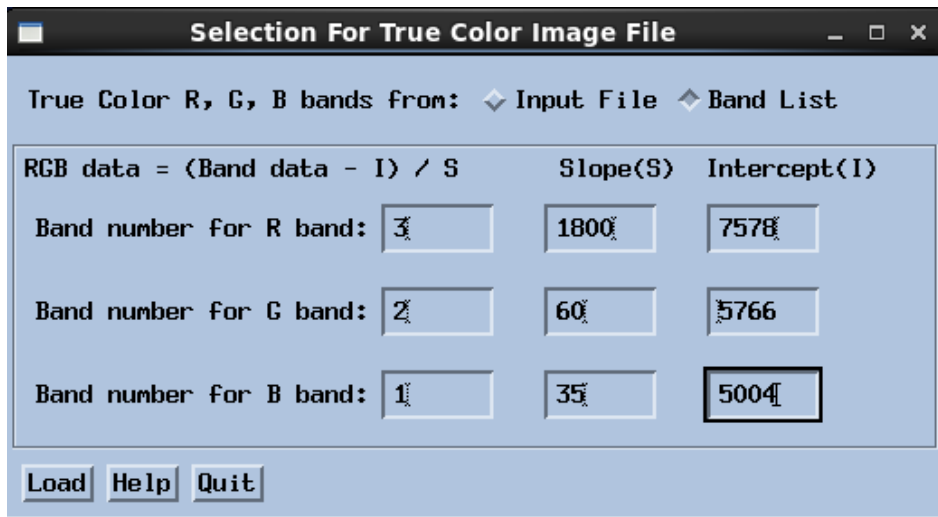 Selection For True Color Image File
True Color R, G, B bands from: Input File Band List
RGB data = (Band data - I) / S Slope(S) Intercept(I)
Band number for R band: 3 1800 7578
Band number for G band: 2 60 5766
Band number for B band: 1 35 5004
Load Help Quit